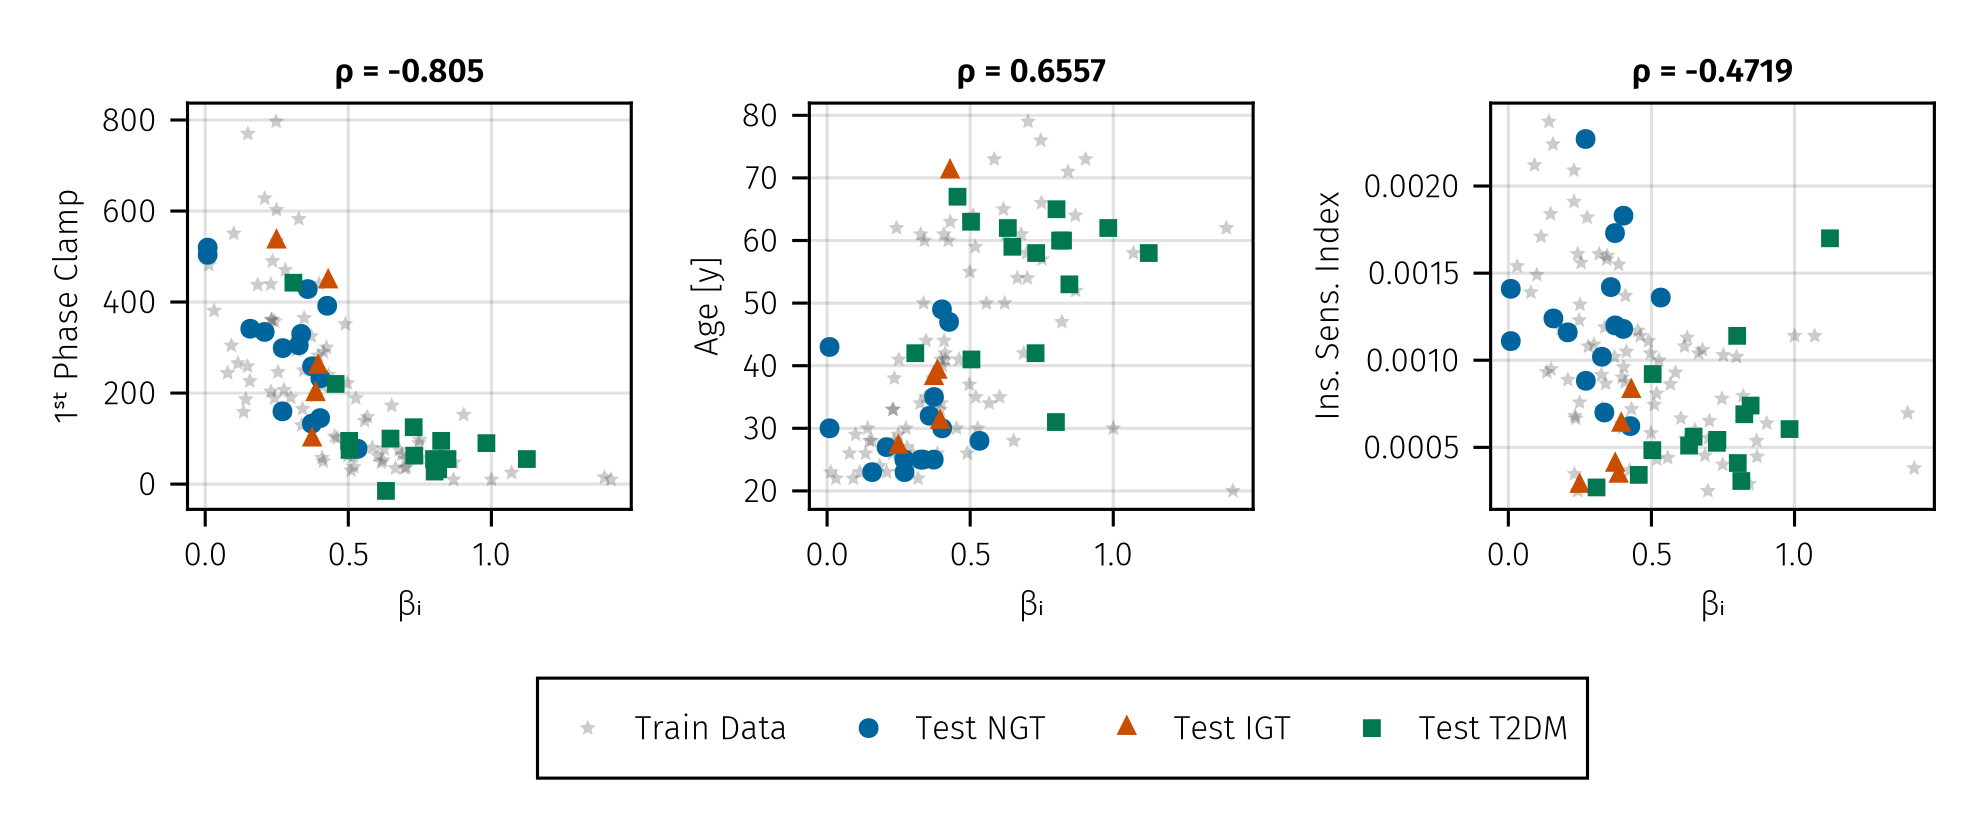 ρ = -0.805
ρ = 0.6557
ρ = -0.4719
1ˢᵗ Phase Clamp
800
600
400
200
0
0.0 0.5 1.0
βᵢ
Age [y]
80
70
60
50
40
30
20
0.0 0.5 1.0
βᵢ
Ins. Sens. Index
0.0020
0.0015
0.0010
0.0005
0.0 0.5 1.0
βᵢ
Train Data Test NGT Test IGT Test T2DM